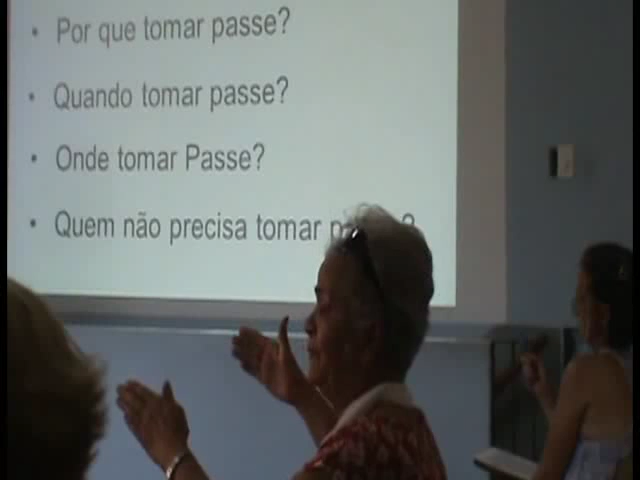 • Por que tomar passe?
• Quando tomar passe?
• Onde tomar Passe?
• Quem não precisa tomar p